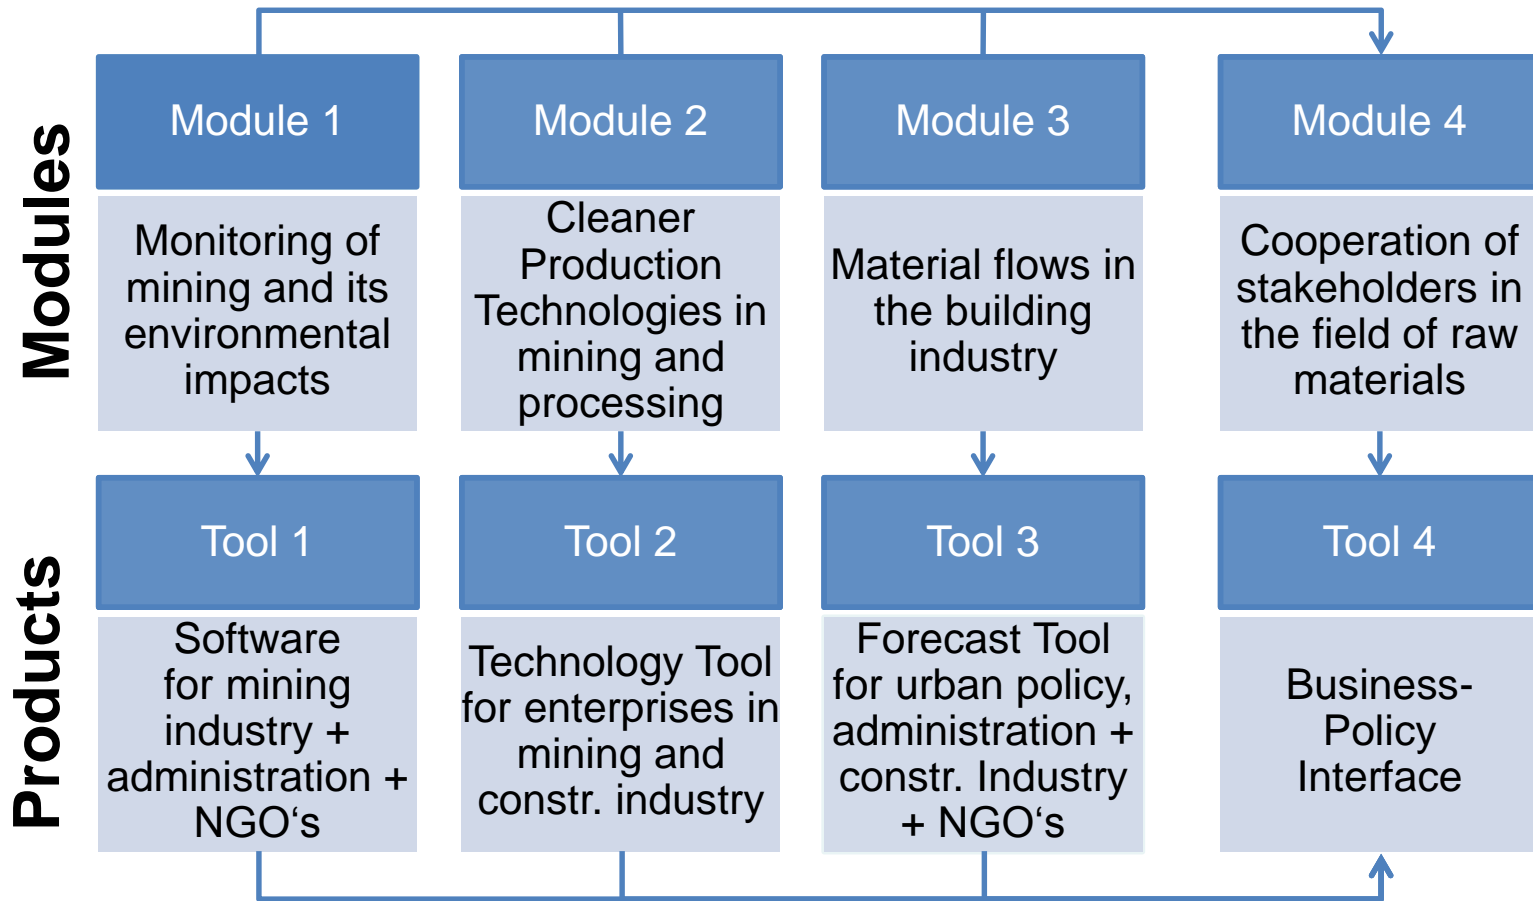 Modules
Module 1
Module 2
Module 3
Module 4
Monitoring of
mining and its
environmental
impacts
Cleaner
Production
Technologies in
mining and
processing
Material flows in
the building
industry
Cooperation of
stakeholders in
the field of raw
materials
Products
Tool 1
Tool 2
Tool 3
Tool 4
Software
for mining
industry +
administration +
NGO‘s
Technology Tool
for enterprises in
mining and
constr. industry
Forecast Tool
for urban policy,
administration +
constr. Industry
+ NGO‘s
Business-
Policy
Interface